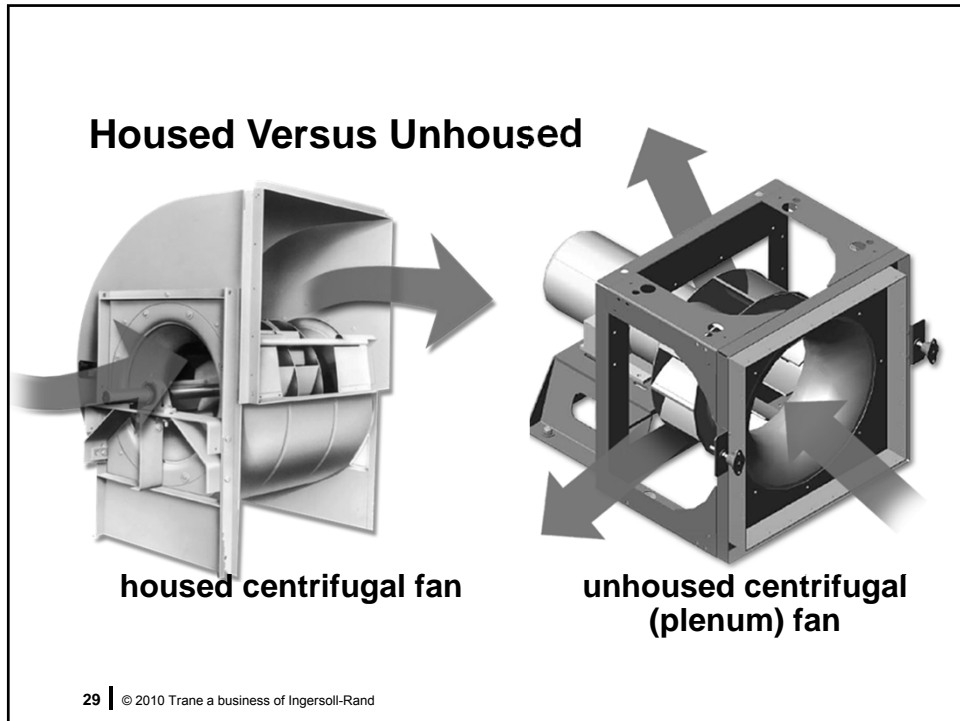 Housed Versus Unhoused
housed centrifugal fan
unhoused centrifugal
(plenum) fan
29 © 2010 Trane a business of Ingersoll-Rand